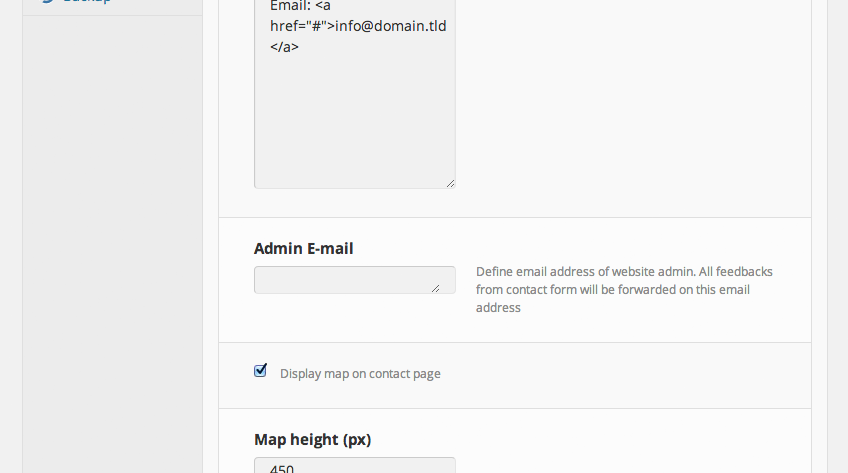 Backup
Email: <a
href="#">info@domain.tld
</a>
Admin E-mail
Define email address of website admin. All feedbacks
from contact form will be forwarded on this email
address
Display map on contact page
Map height (px)
450